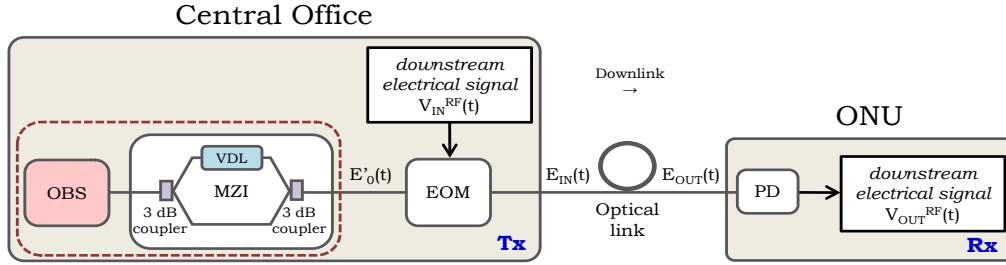 Central Office
downstream
electrical signal
V_IN^RF(t)
Downlink
→
ONU
OBS
VDL
MZI
3 dB
coupler
3 dB
coupler
E'_0(t)
EOM
E_IN(t)
E_OUT(t)
Optical
link
PD
downstream
electrical signal
V_OUT^RF(t)
Tx
Rx